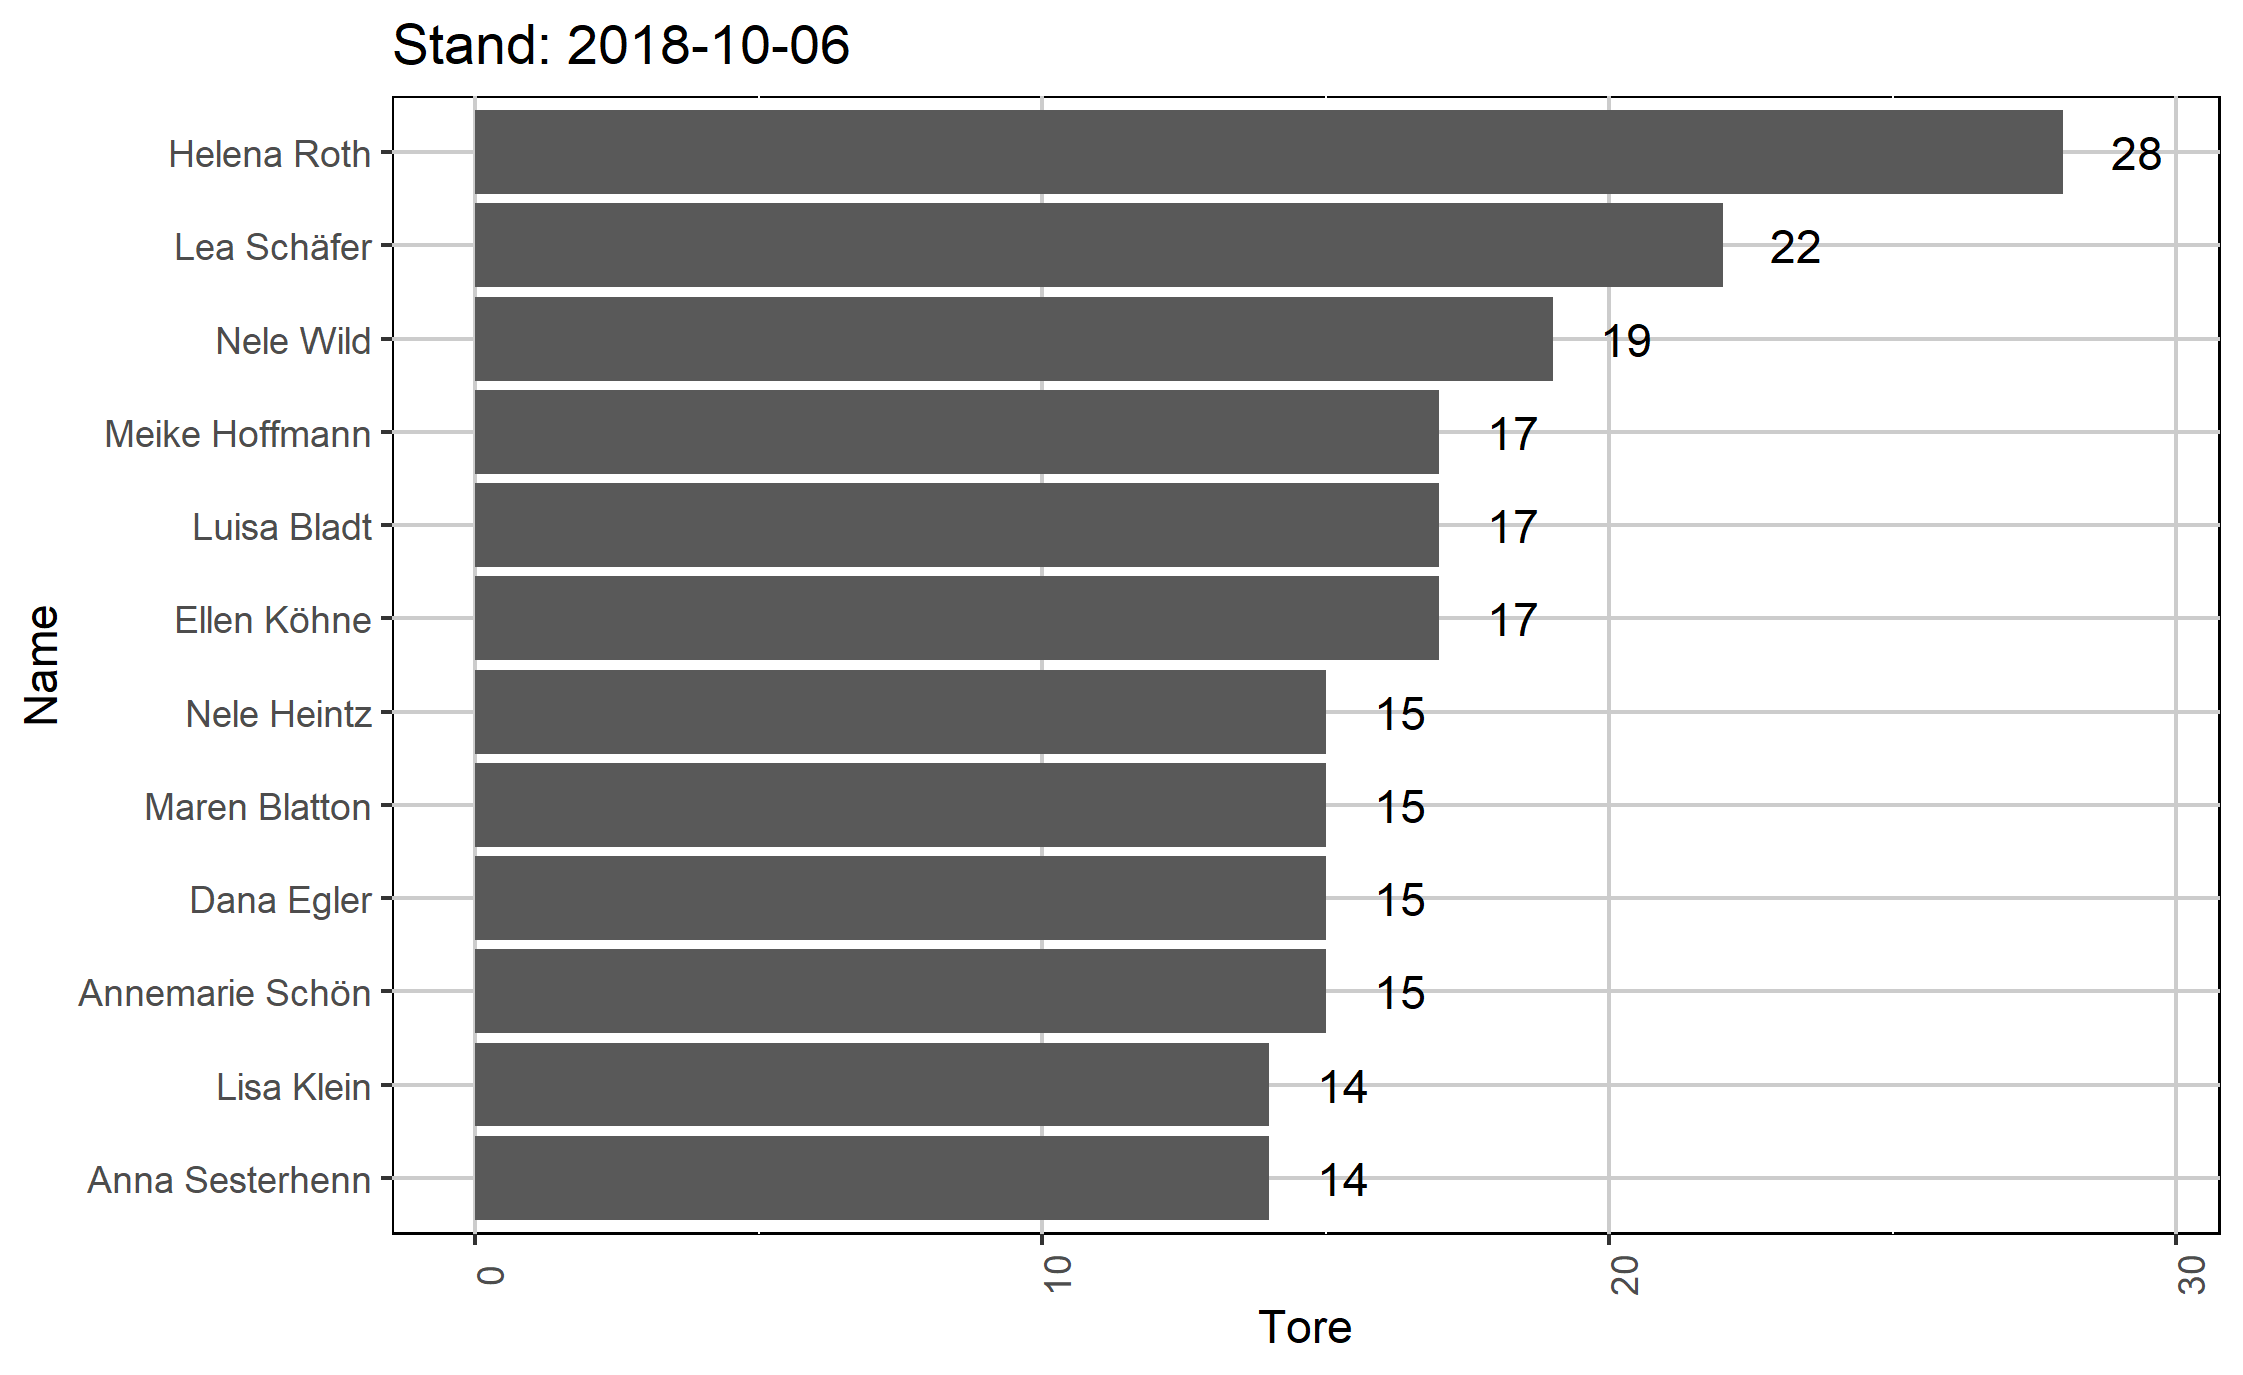 Stand: 2018-10-06
Helena Roth 28
Lea Schäfer 22
Nele Wild 19
Meike Hoffmann 17
Luisa Bladt 17
Ellen Köhne 17
Nele Heintz 15
Maren Blatton 15
Dana Egler 15
Annemarie Schön 15
Lisa Klein 14
Anna Sesterhenn 14
Name
0 10 20 30
Tore